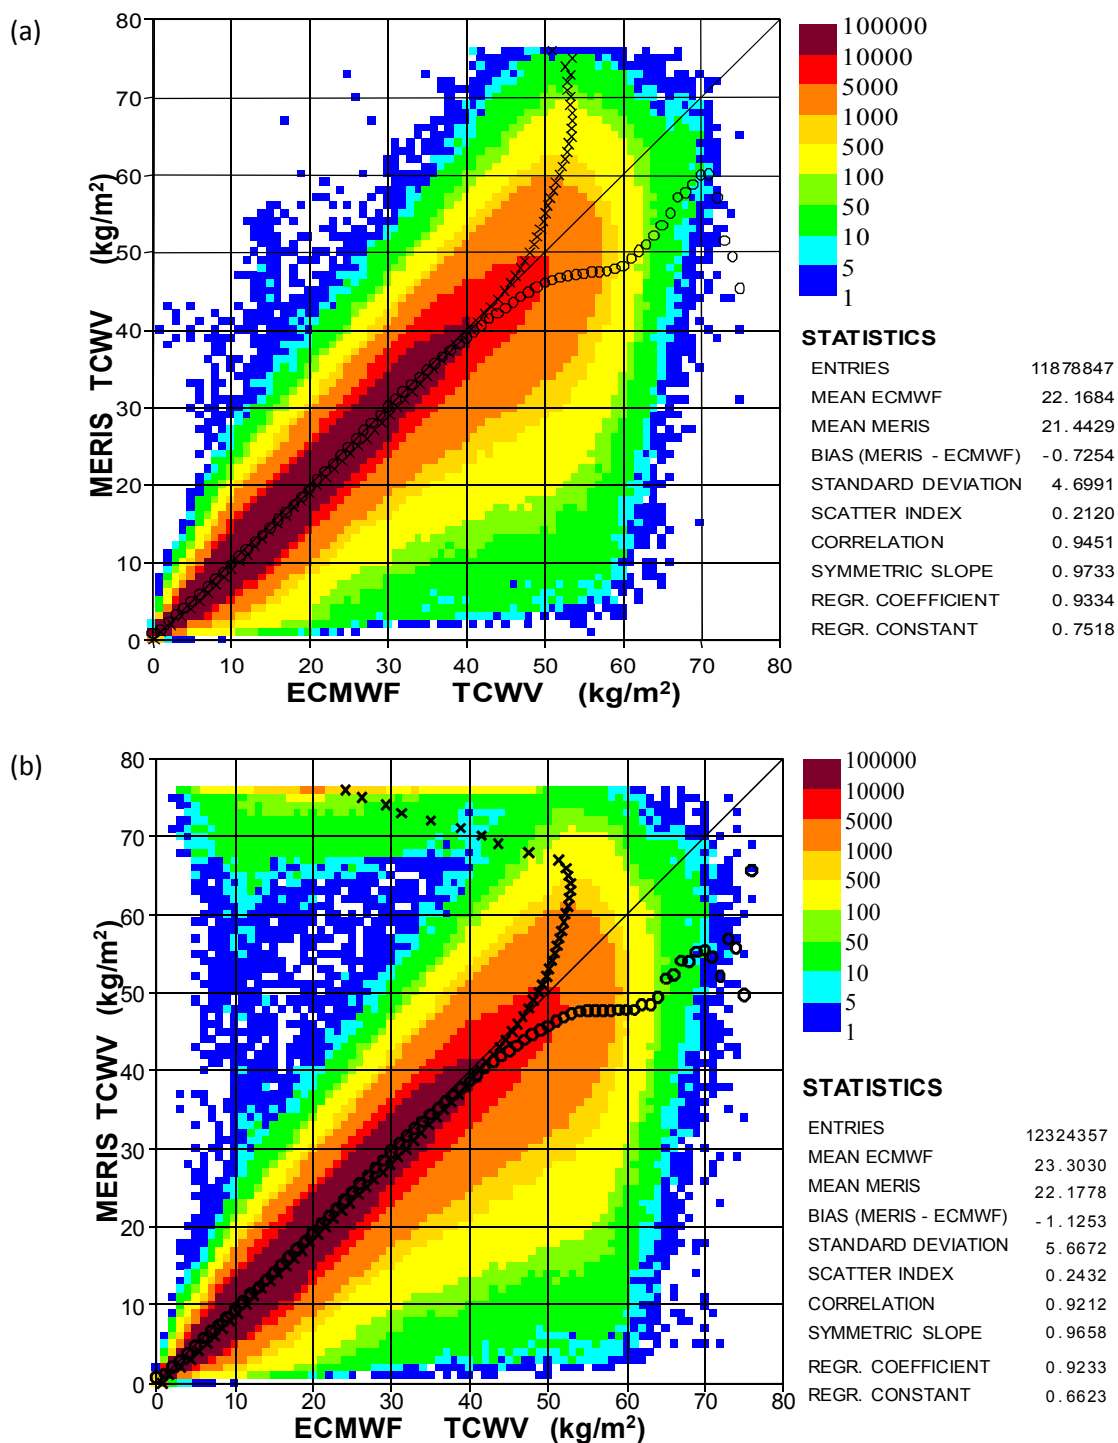 (a)
80
70
60
50
40
30
20
10
0
MERIS TCWV (kg/m²)
0 10 20 30 40 50 60 70 80
ECMWF TCWV (kg/m²)
100000
10000
5000
1000
500
100
50
10
5
1
STATISTICS
ENTRIES 11878847
MEAN ECMWF 22.1684
MEAN MERIS 21.4429
BIAS (MERIS - ECMWF) -0.7254
STANDARD DEVIATION 4.6991
SCATTER INDEX 0.2120
CORRELATION 0.9451
SYMMETRIC SLOPE 0.9733
REGR. COEFFICIENT 0.9334
REGR. CONSTANT 0.7518
(b)
80
70
60
50
40
30
20
10
0
MERIS TCWV (kg/m²)
0 10 20 30 40 50 60 70 80
ECMWF TCWV (kg/m²)
100000
10000
5000
1000
500
100
50
10
5
1
STATISTICS
ENTRIES 12324357
MEAN ECMWF 23.3030
MEAN MERIS 22.1778
BIAS (MERIS - ECMWF) -1.1253
STANDARD DEVIATION 5.6672
SCATTER INDEX 0.2432
CORRELATION 0.9212
SYMMETRIC SLOPE 0.9658
REGR. COEFFICIENT 0.9233
REGR. CONSTANT 0.6623